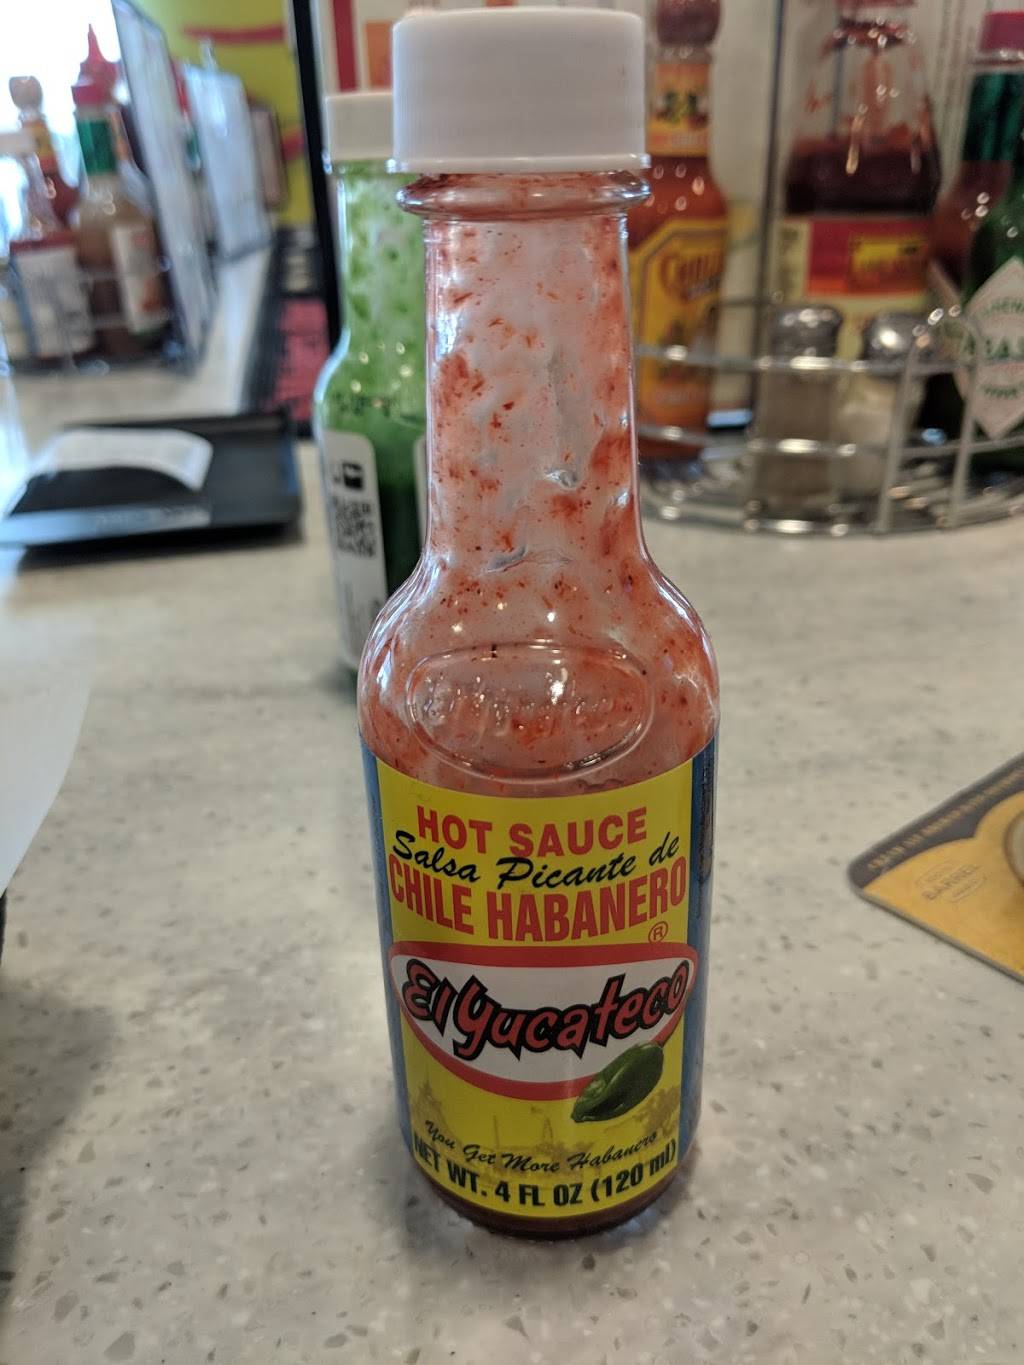 HOT SAUCE
Salsa Picante de
CHILE HABANERO
®
El Yucateco
You Get More Habanero
NET WT. 4 FL OZ (120 ml)
BARREL